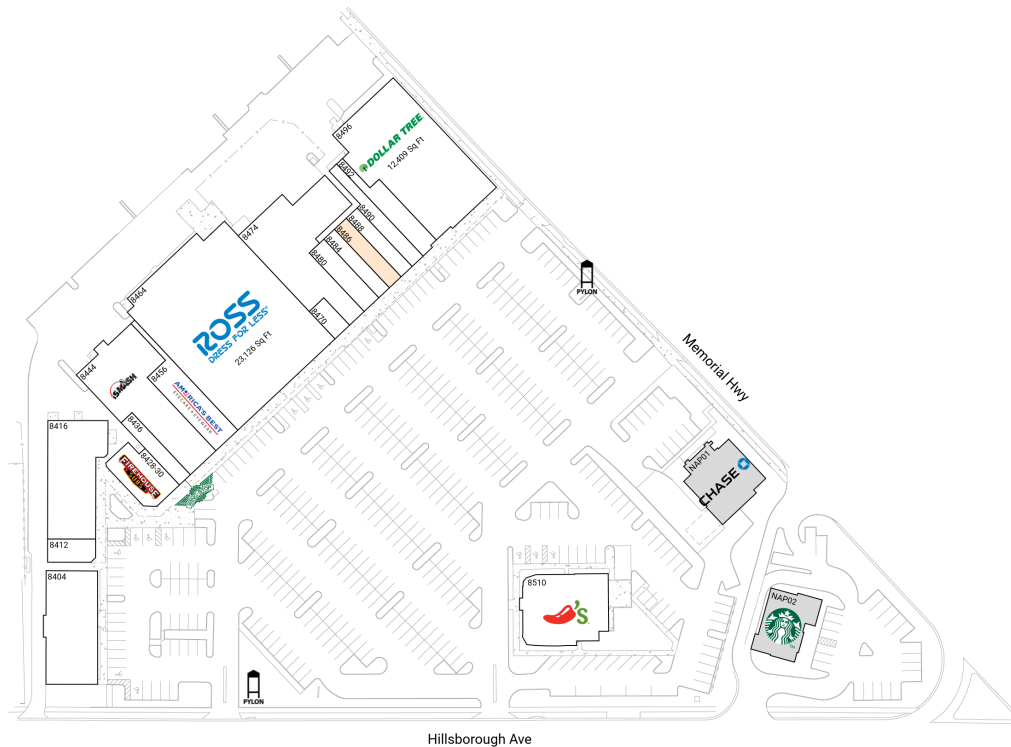 8496
DOLLAR TREE
12,409 Sq Ft
8492
8490
8488
8486
8484
8480
8474
8470
8464
ROSS
DRESS FOR LESS®
23,126 Sq Ft
8456
AMERICA'S BEST
8444
SMASH
8436
8428-30
FIREHOUSE
SUBS
8416
8412
8404
PYLON
Memorial Hwy
NAP01
CHASE
8510
'S
NAP02
PYLON
Hillsborough Ave